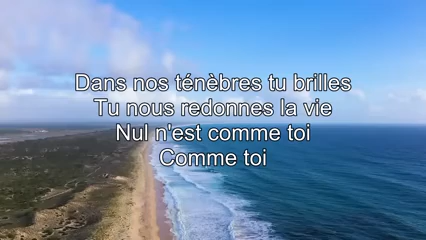 Dans nos ténèbres tu brilles
Tu nous redonnes la vie
Nul n'est comme toi
Comme toi